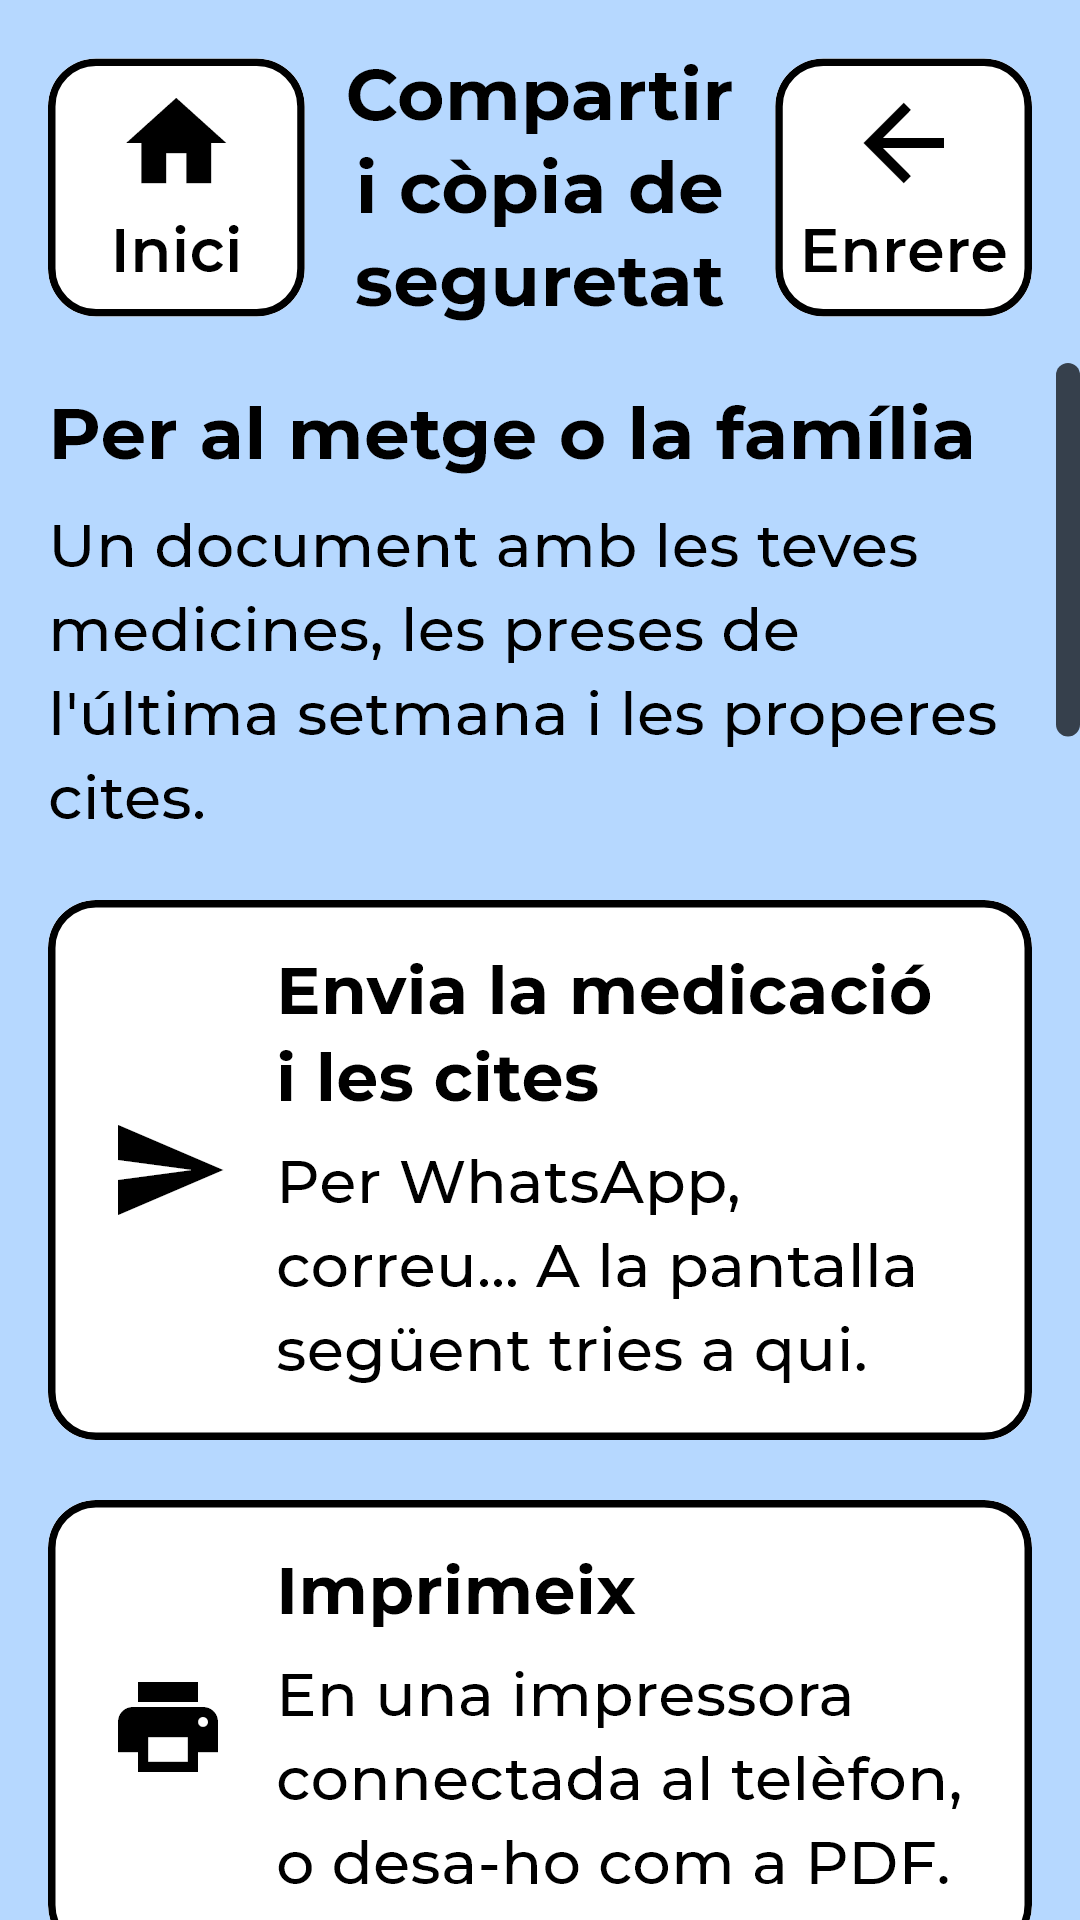 Inici
Compartir
i còpia de
seguretat
Enrere
Per al metge o la família
Un document amb les teves
medicines, les preses de
l'última setmana i les properes
cites.
Envia la medicació
i les cites
Per WhatsApp,
correu... A la pantalla
següent tries a qui.
Imprimeix
En una impressora
connectada al telèfon,
o desa-ho com a PDF.